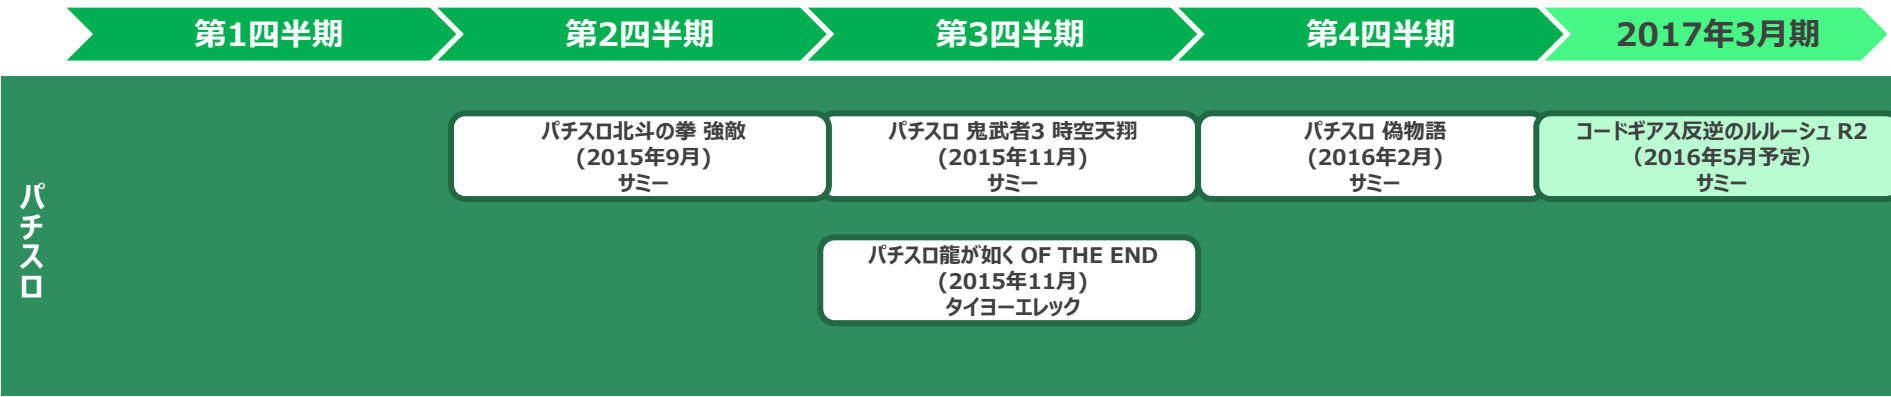 第1四半期
第2四半期
第3四半期
第4四半期
2017年3月期
パチスロ
パチスロ北斗の拳 強敵
(2015年9月)
サミー
パチスロ 鬼武者3 時空天翔
(2015年11月)
サミー
パチスロ 偽物語
(2016年2月)
サミー
コードギアス反逆のルルーシュ R2
（2016年5月予定）
サミー
パチスロ龍が如く OF THE END
(2015年11月)
タイヨーエレック